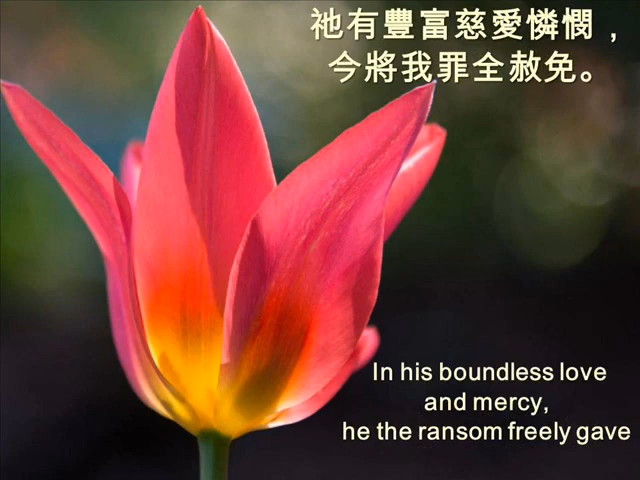 祂有豐富慈愛憐憫，
今將我罪全赦免。
In his boundless love
and mercy,
he the ransom freely gave